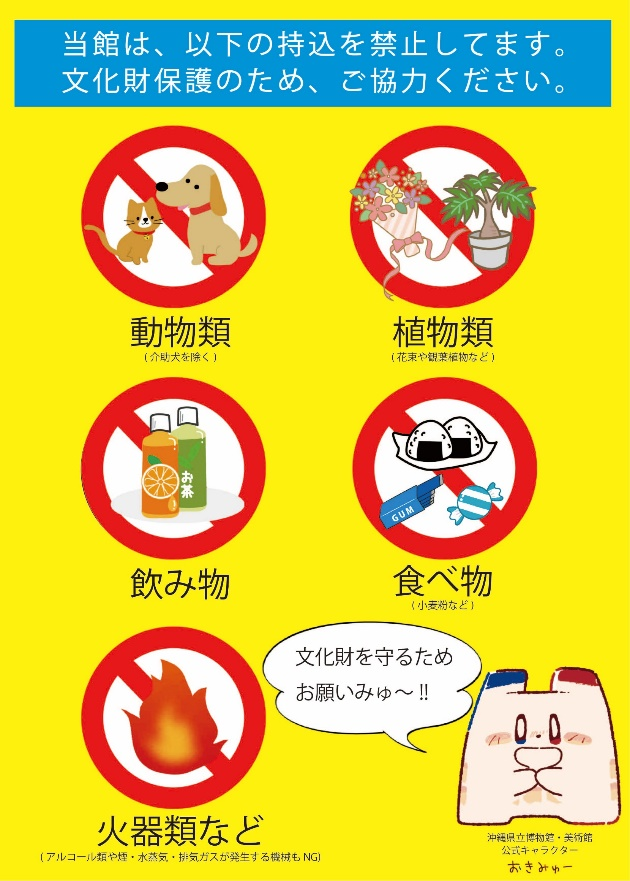 当館は、以下の持込を禁止してます。
文化財保護のため、ご協力ください。
動物類
(介助犬を除く)
植物類
(花束や観葉植物など)
お茶
飲み物
GUM
食べ物
(小麦粉など)
文化財を守るため
お願いみゅ〜!!
火器類など
(アルコール類や煙・水蒸気・排気ガスが発生する機械もNG)
沖縄県立博物館・美術館
公式キャラクター
おきみゅー